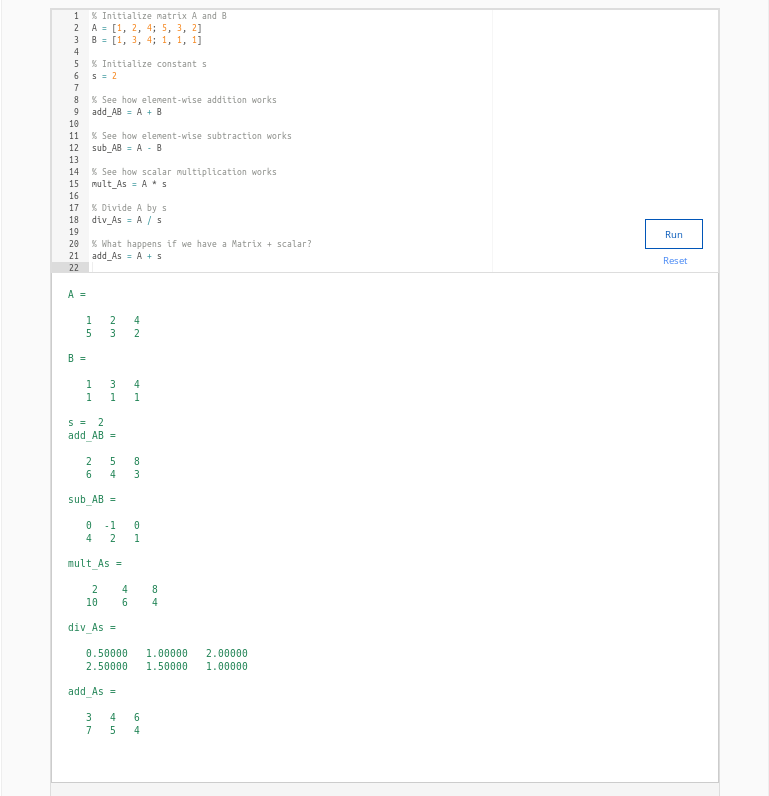 1 % Initialize matrix A and B
2 A = [1, 2, 4; 5, 3, 2]
3 B = [1, 3, 4; 1, 1, 1]
4
5 % Initialize constant s
6 s = 2
7
8 % See how element-wise addition works
9 add_AB = A + B
10
11 % See how element-wise subtraction works
12 sub_AB = A - B
13
14 % See how scalar multiplication works
15 mult_As = A * s
16
17 % Divide A by s
18 div_As = A / s
19
20 % What happens if we have a Matrix + scalar?
21 add_As = A + s
22
Run
Reset
A =
1 2 4
5 3 2
B =
1 3 4
1 1 1
s = 2
add_AB =
2 5 8
6 4 3
sub_AB =
0 -1 0
4 2 1
mult_As =
2 4 8
10 6 4
div_As =
0.50000 1.00000 2.00000
2.50000 1.50000 1.00000
add_As =
3 4 6
7 5 4